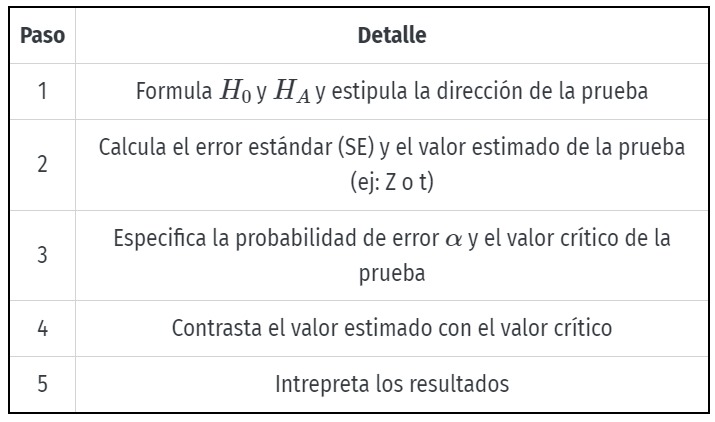 Paso Detalle
1 Formula H₀ y H_A y estipula la dirección de la prueba
2 Calcula el error estándar (SE) y el valor estimado de la prueba
(ej: Z o t)
3 Especifica la probabilidad de error α y el valor crítico de la
prueba
4 Contrasta el valor estimado con el valor crítico
5 Intrepreta los resultados